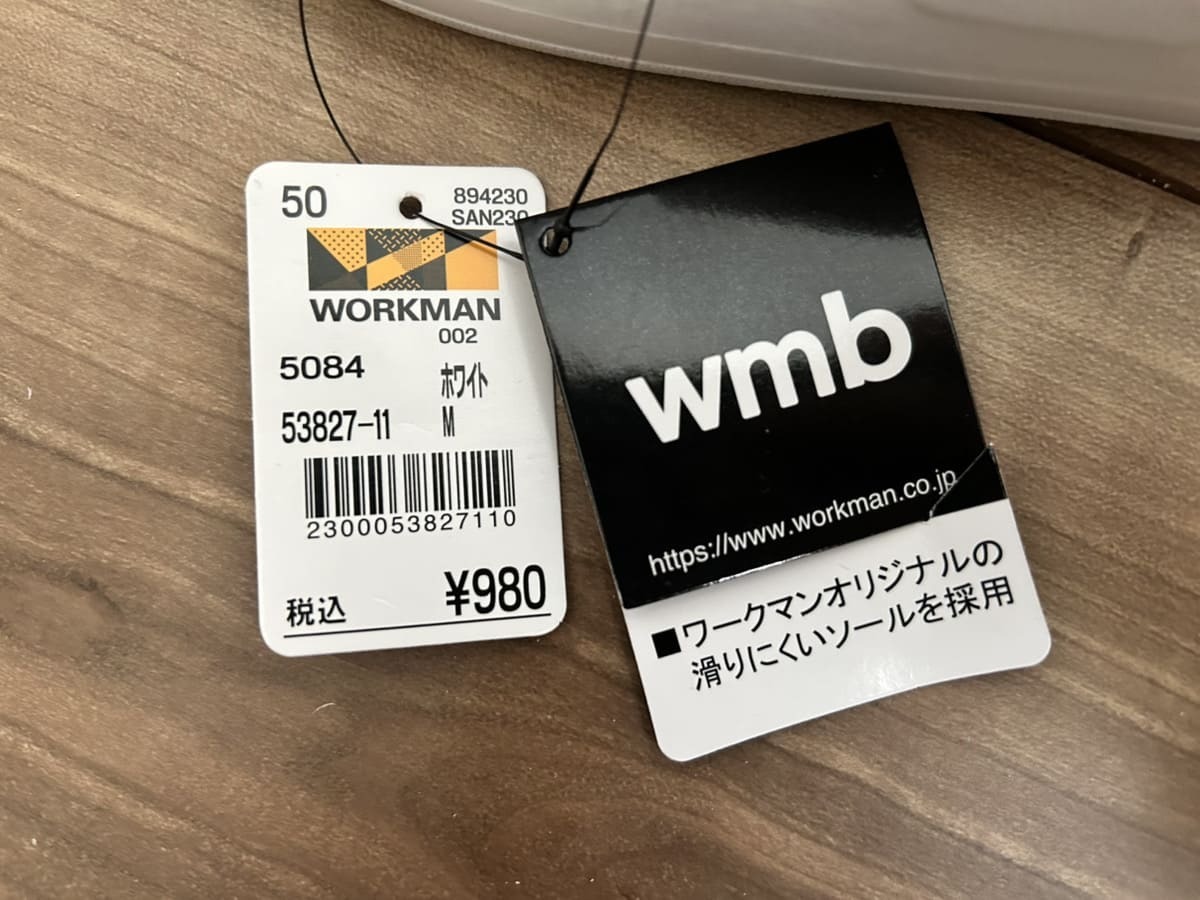 50
894230
SAN230
WORKMAN
002
5084
ホワイト
53827-11
M
2300053827110
税込
¥980
wmb
https://www.workman.co.jp
■ワークマンオリジナルの
滑りにくいソールを採用